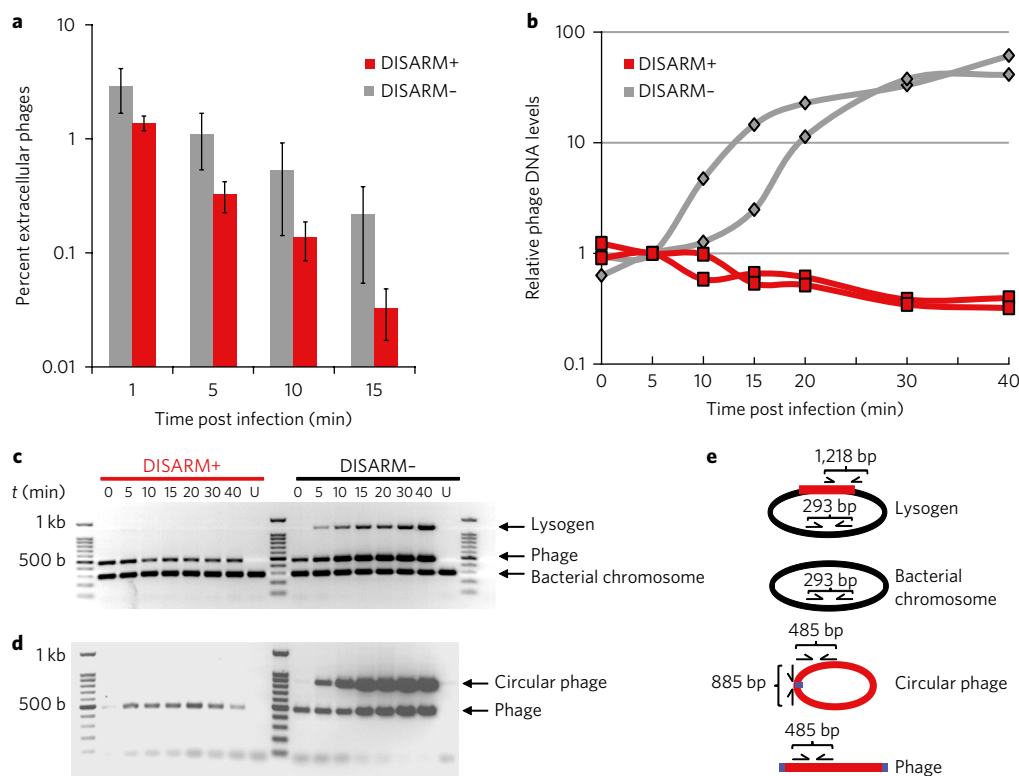 a
10
1
0.1
0.01
Percent extracellular phages
DISARM+
DISARM−
1 5 10 15
Time post infection (min)
b
100
10
1
0.1
Relative phage DNA levels
DISARM+
DISARM−
0 5 10 15 20 30 40
Time post infection (min)
c
DISARM+ DISARM−
t (min) 0 5 10 15 20 30 40 U 0 5 10 15 20 30 40 U
1 kb
500 b
Lysogen
Phage
Bacterial chromosome
d
1 kb
500 b
Circular phage
Phage
e
1,218 bp
293 bp
Lysogen
293 bp
Bacterial
chromosome
485 bp
885 bp
Circular phage
485 bp
Phage